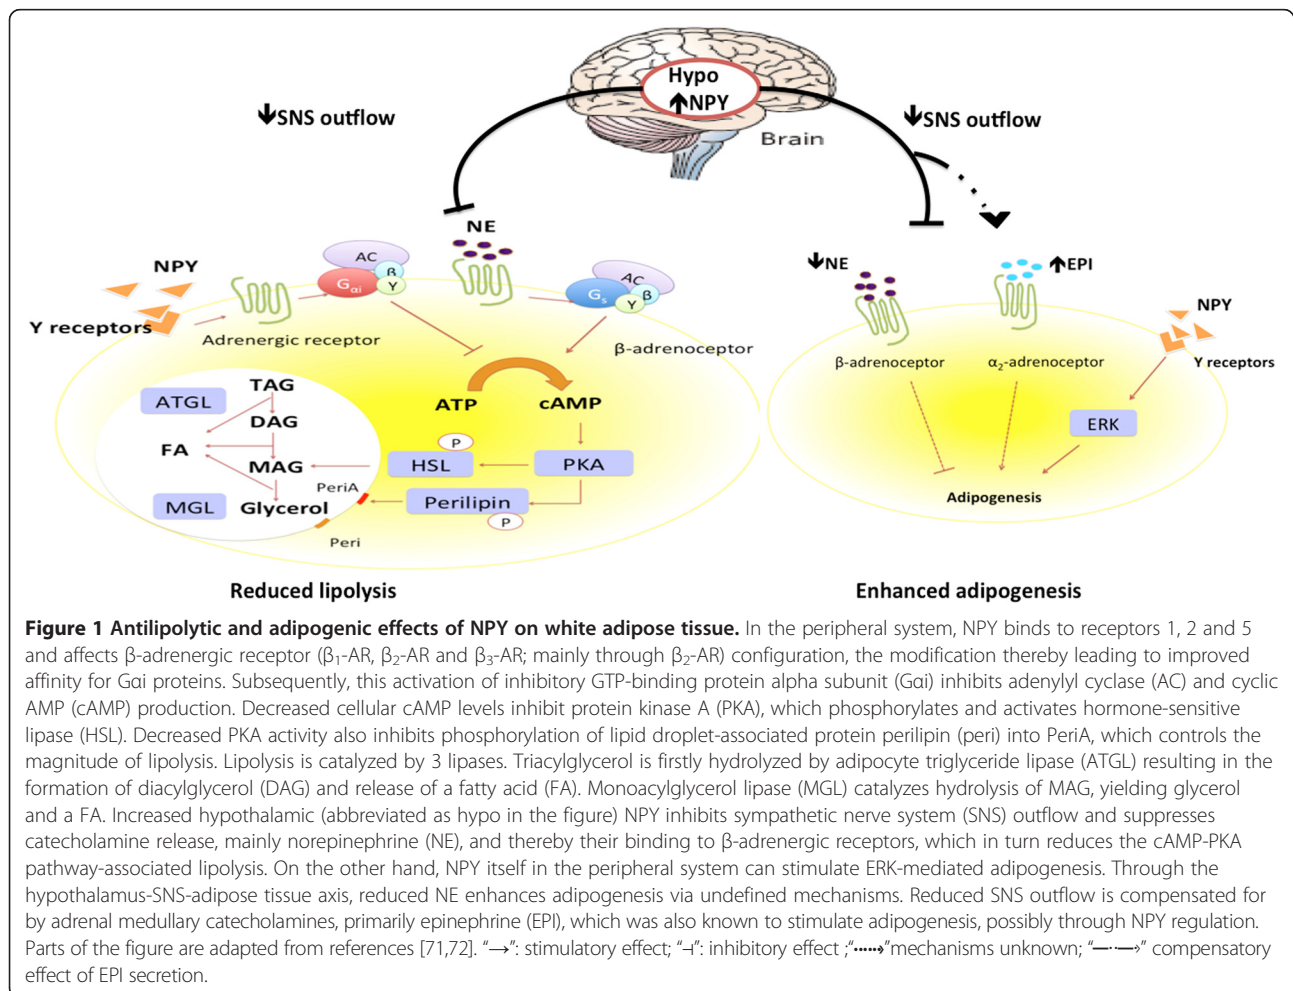 Hypo
↑NPY
Brain
↓SNS outflow
↓SNS outflow
NE
NPY
AC
β
Gαi
Y
Y receptors
Adrenergic receptor
AC
Gs
β
Y
β-adrenoceptor
ATGL
TAG
DAG
FA
MAG
MGL
Glycerol
PeriA
Peri
ATP
cAMP
P
HSL
PKA
Perilipin
P
Reduced lipolysis
↓NE
↑EPI
NPY
β-adrenoceptor
α2-adrenoceptor
Y receptors
ERK
Adipogenesis
Enhanced adipogenesis
Figure 1 Antilipolytic and adipogenic effects of NPY on white adipose tissue. In the peripheral system, NPY binds to receptors 1, 2 and 5
and affects β-adrenergic receptor (β1-AR, β2-AR and β3-AR; mainly through β2-AR) configuration, the modification thereby leading to improved
affinity for Gαi proteins. Subsequently, this activation of inhibitory GTP-binding protein alpha subunit (Gαi) inhibits adenylyl cyclase (AC) and cyclic
AMP (cAMP) production. Decreased cellular cAMP levels inhibit protein kinase A (PKA), which phosphorylates and activates hormone-sensitive
lipase (HSL). Decreased PKA activity also inhibits phosphorylation of lipid droplet-associated protein perilipin (peri) into PeriA, which controls the
magnitude of lipolysis. Lipolysis is catalyzed by 3 lipases. Triacylglycerol is firstly hydrolyzed by adipocyte triglyceride lipase (ATGL) resulting in the
formation of diacylglycerol (DAG) and release of a fatty acid (FA). Monoacylglycerol lipase (MGL) catalyzes hydrolysis of MAG, yielding glycerol
and a FA. Increased hypothalamic (abbreviated as hypo in the figure) NPY inhibits sympathetic nerve system (SNS) outflow and suppresses
catecholamine release, mainly norepinephrine (NE), and thereby their binding to β-adrenergic receptors, which in turn reduces the cAMP-PKA
pathway-associated lipolysis. On the other hand, NPY itself in the peripheral system can stimulate ERK-mediated adipogenesis. Through the
hypothalamus-SNS-adipose tissue axis, reduced NE enhances adipogenesis via undefined mechanisms. Reduced SNS outflow is compensated for
by adrenal medullary catecholamines, primarily epinephrine (EPI), which was also known to stimulate adipogenesis, possibly through NPY regulation.
Parts of the figure are adapted from references [71,72]. “→”: stimulatory effect; “⊣”: inhibitory effect ;“┅→”mechanisms unknown; “—··—→” compensatory
effect of EPI secretion.